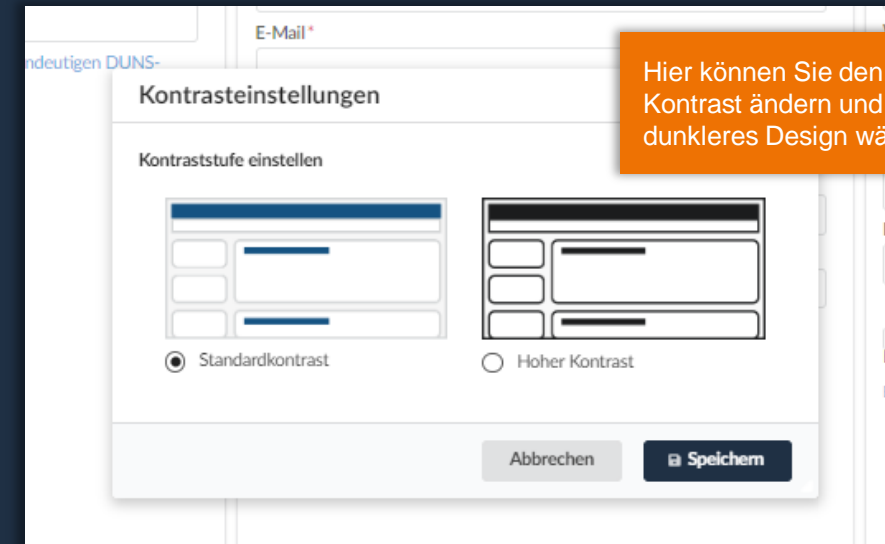 E-Mail*
ndeutigen DUNS-
Hier können Sie den
Kontrast ändern und
dunkleres Design
Kontrasteinstellungen
Kontraststufe einstellen
Standardkontrast
Hoher Kontrast
Abbrechen
Speichern